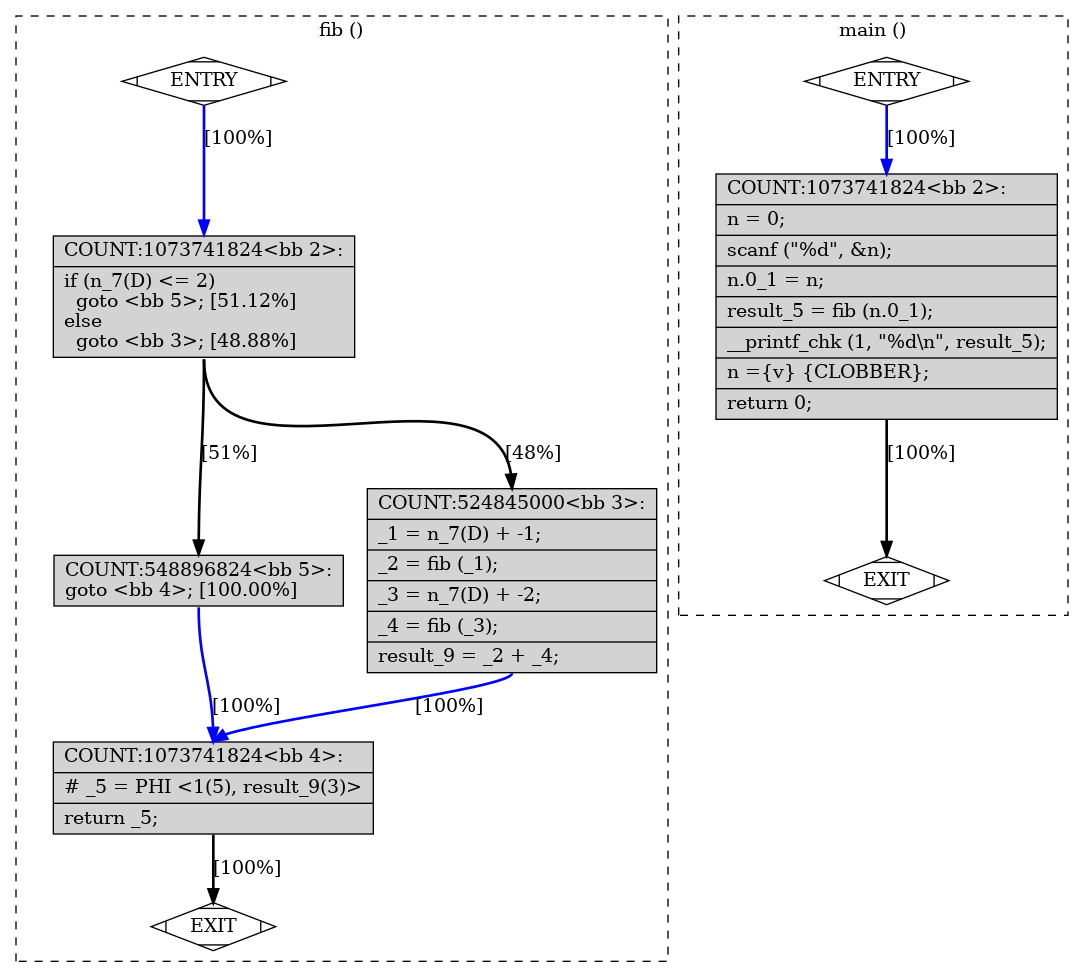 fib ()
ENTRY
[100%]
COUNT:1073741824<bb 2>:
if (n_7(D) <= 2)
  goto <bb 5>; [51.12%]
else
  goto <bb 3>; [48.88%]
[51%]
[48%]
COUNT:548896824<bb 5>:
goto <bb 4>; [100.00%]
COUNT:524845000<bb 3>:
_1 = n_7(D) + -1;
_2 = fib (_1);
_3 = n_7(D) + -2;
_4 = fib (_3);
result_9 = _2 + _4;
[100%]
[100%]
COUNT:1073741824<bb 4>:
# _5 = PHI <1(5), result_9(3)>
return _5;
[100%]
EXIT
main ()
ENTRY
[100%]
COUNT:1073741824<bb 2>:
n = 0;
scanf ("%d", &n);
n.0_1 = n;
result_5 = fib (n.0_1);
__printf_chk (1, "%d\n", result_5);
n ={v} {CLOBBER};
return 0;
[100%]
EXIT